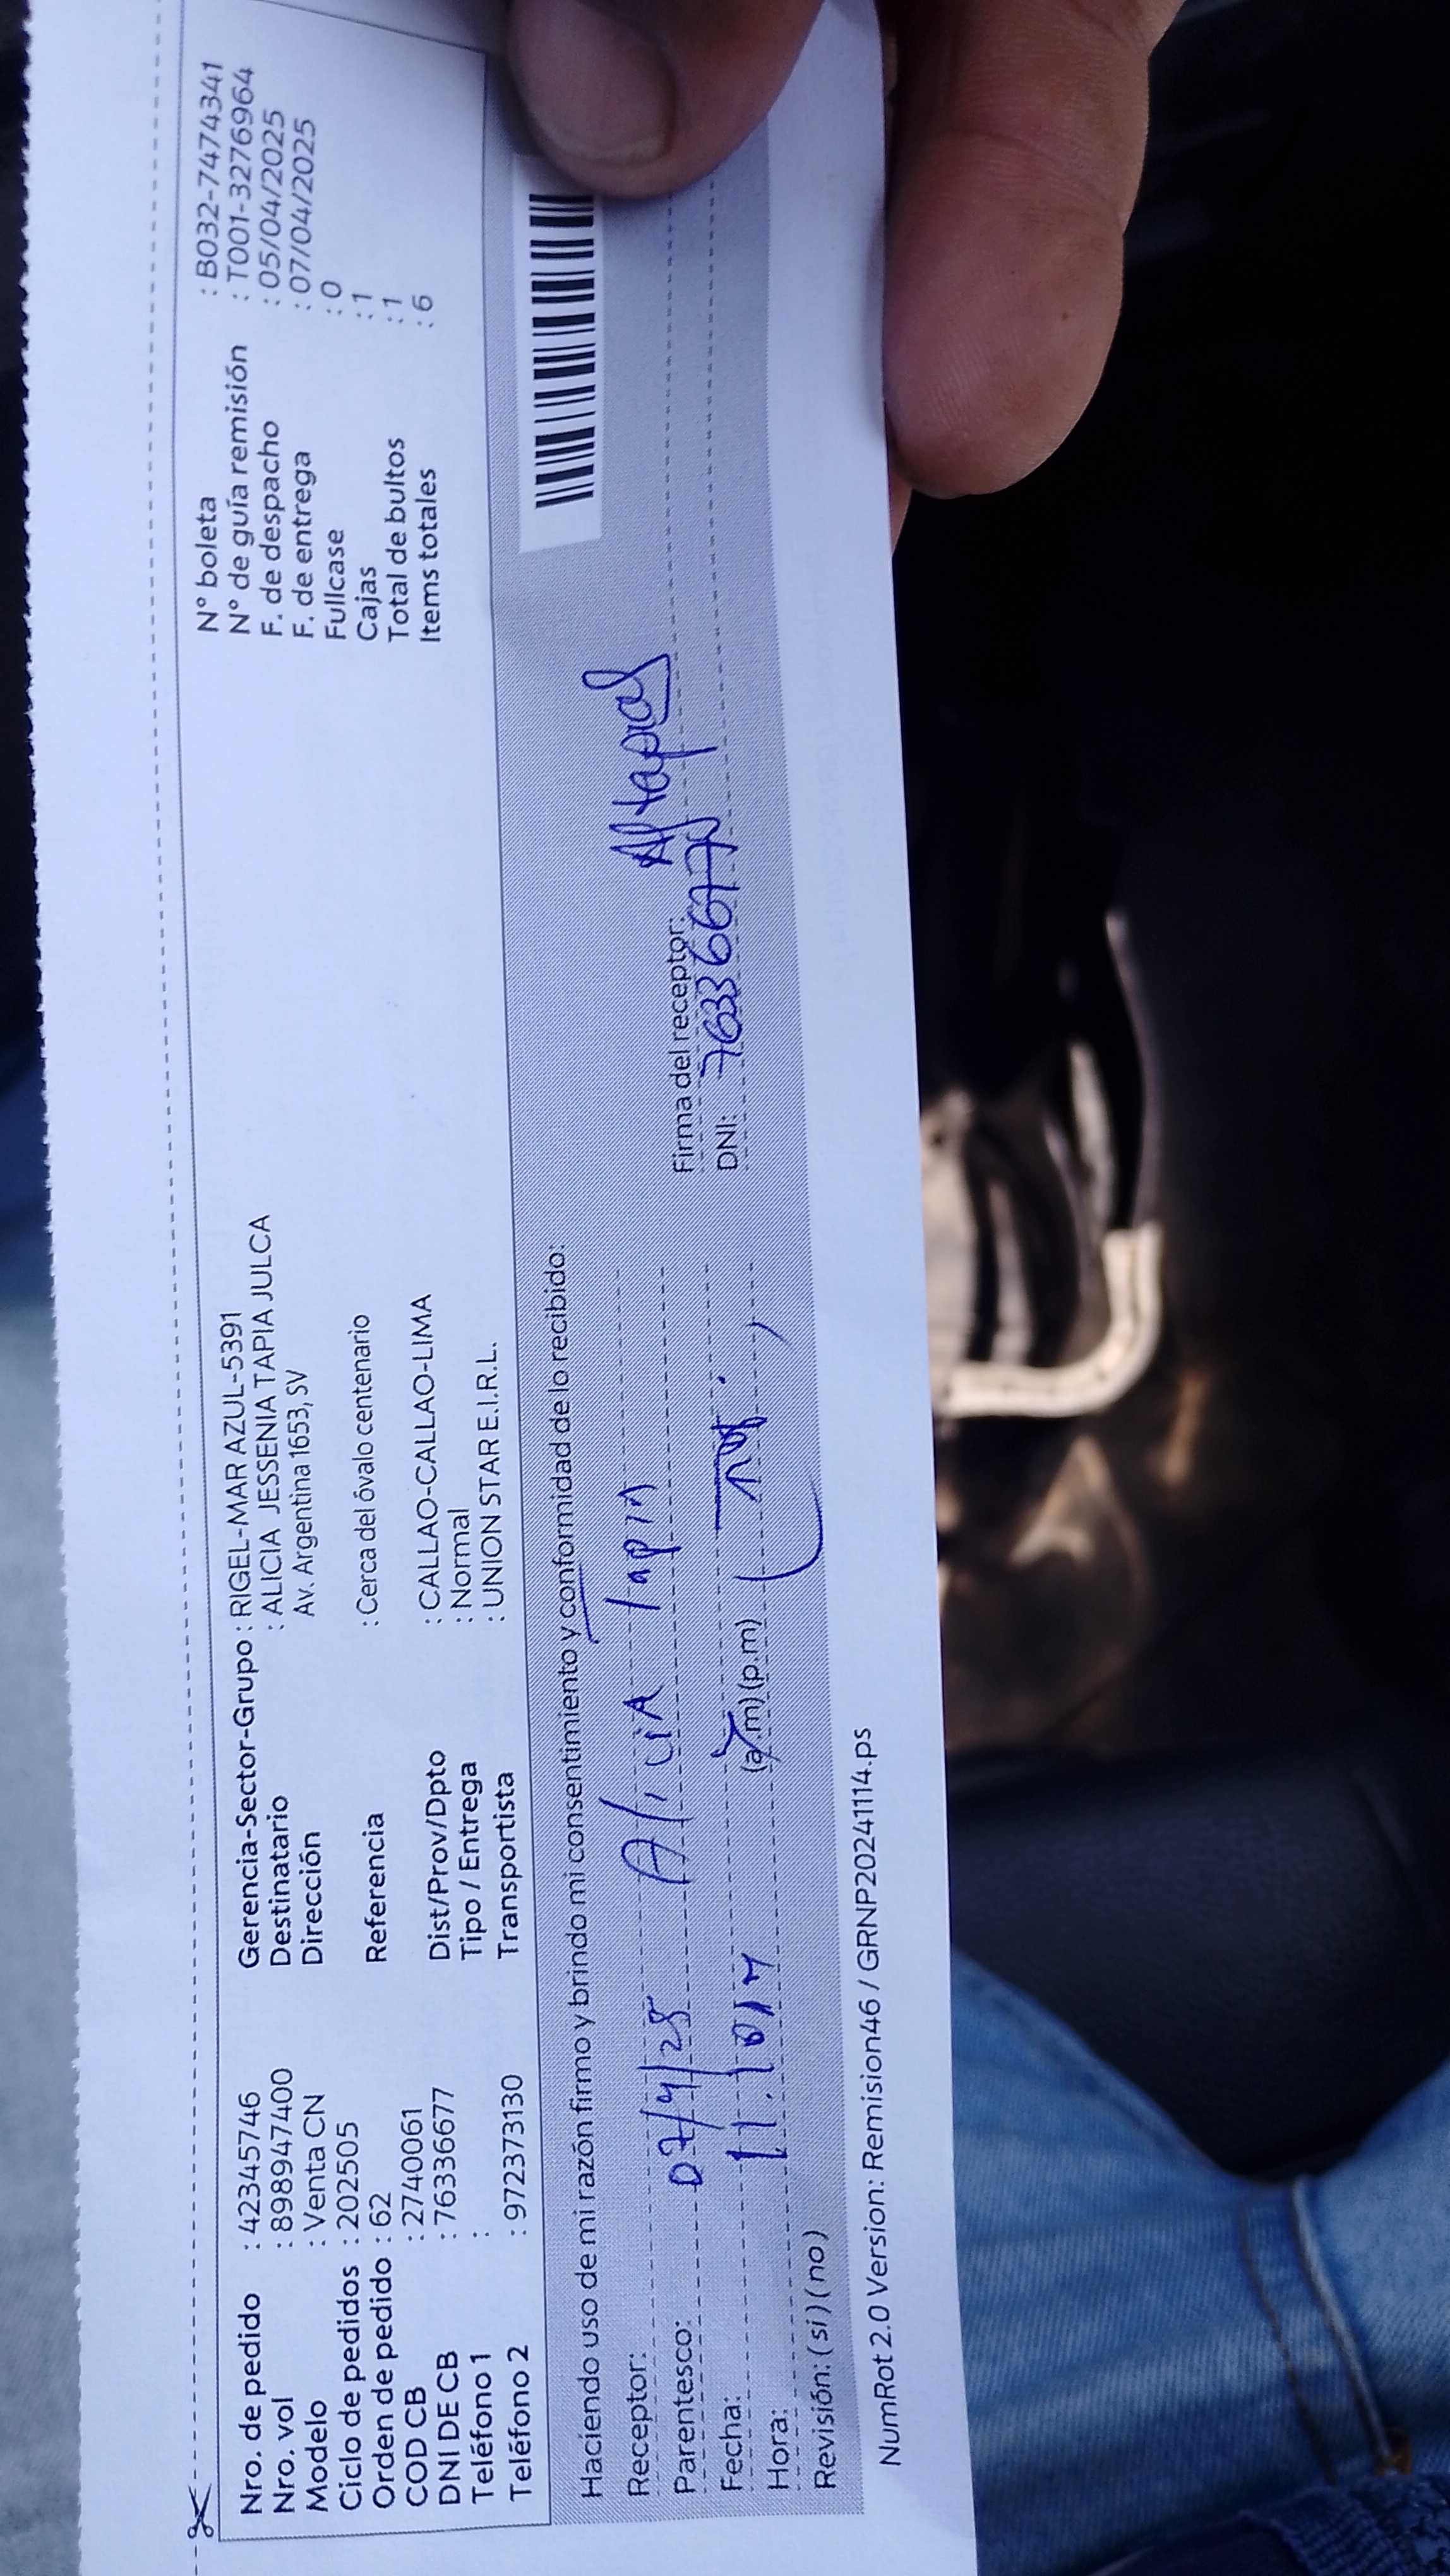 Nro. de pedido : 42345746
Nro. vol : 898947400
Modelo : Venta CN
Ciclo de pedidos : 202505
Orden de pedido : 62
COD CB : 2740061
DNI DE CB : 76336677
Teléfono 1 :
Teléfono 2 : 972373130
Gerencia-Sector-Grupo : RIGEL-MAR AZUL-5391
Destinatario : ALICIA JESSENIA TAPIA JULCA
Dirección Av. Argentina 1653, SV
Referencia : Cerca del óvalo centenario
Dist/Prov/Dpto : CALLAO-CALLAO-LIMA
Tipo / Entrega : Normal
Transportista : UNION STAR E.I.R.L.
N° boleta : B032-7474341
N° de guía remisión : T001-3276964
F. de despacho : 05/04/2025
F. de entrega : 07/04/2025
Fullcase : 0
Cajas : 1
Total de bultos : 1
Items totales : 6
Haciendo uso de mi razón firmo y brindo mi consentimiento y conformidad de lo recibido:
Receptor: Alicia Tapia
Parentesco:
Fecha: 07/4/25
Hora: (a.m) (p.m)
Revisión: (si) (no)
Firma del receptor:
DNI: 76336677
NumRot 2.0 Version: Remision46 / GRNP20241114.ps